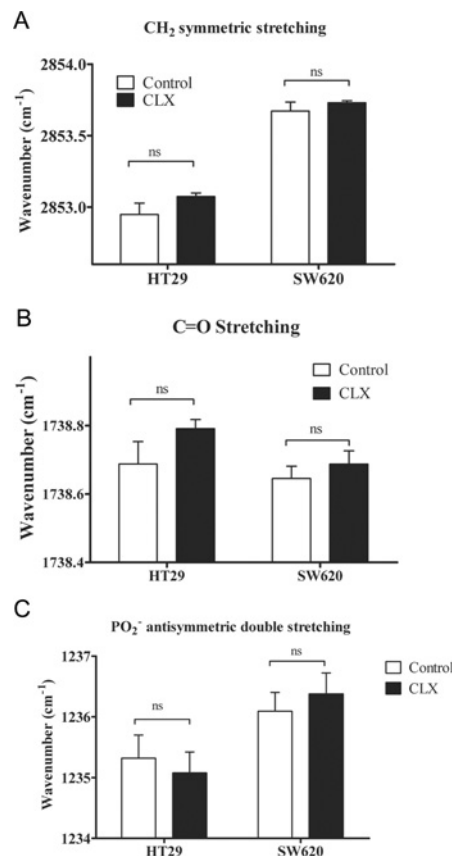 A
CH₂ symmetric stretching
Wavenumber (cm⁻¹)
2854.0
2853.5
2853.0
Control
CLX
ns
ns
HT29
SW620
B
C=O Stretching
Wavenumber (cm⁻¹)
1738.8
1738.6
1738.4
Control
CLX
ns
ns
HT29
SW620
C
PO₂⁻ antisymmetric double stretching
Wavenumber (cm⁻¹)
1237
1236
1235
1234
Control
CLX
ns
ns
HT29
SW620